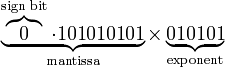 sign bit
0 ·101010101 × 010101
mantissa exponent